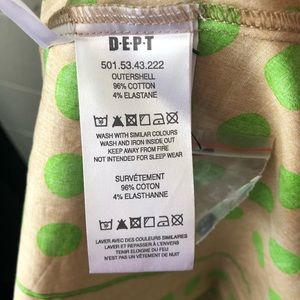 D·E·P·T
501.53.43.222
OUTERSHELL
96% COTTON
4% ELASTANE
WASH WITH SIMILAR COLOURS
WASH AND IRON INSIDE OUT
KEEP AWAY FROM FIRE
NOT INTENDED FOR SLEEP WEAR
SURVÊTEMENT
96% COTON
4% ELASTHANNE
LAVER AVEC DES COULEURS SIMILAIRES
LAVER ET REPASSER À L'ENVERS
TENIR ELOIGNE DU FEU
N'EST PAS UN VÊTEMENT DE NUIT